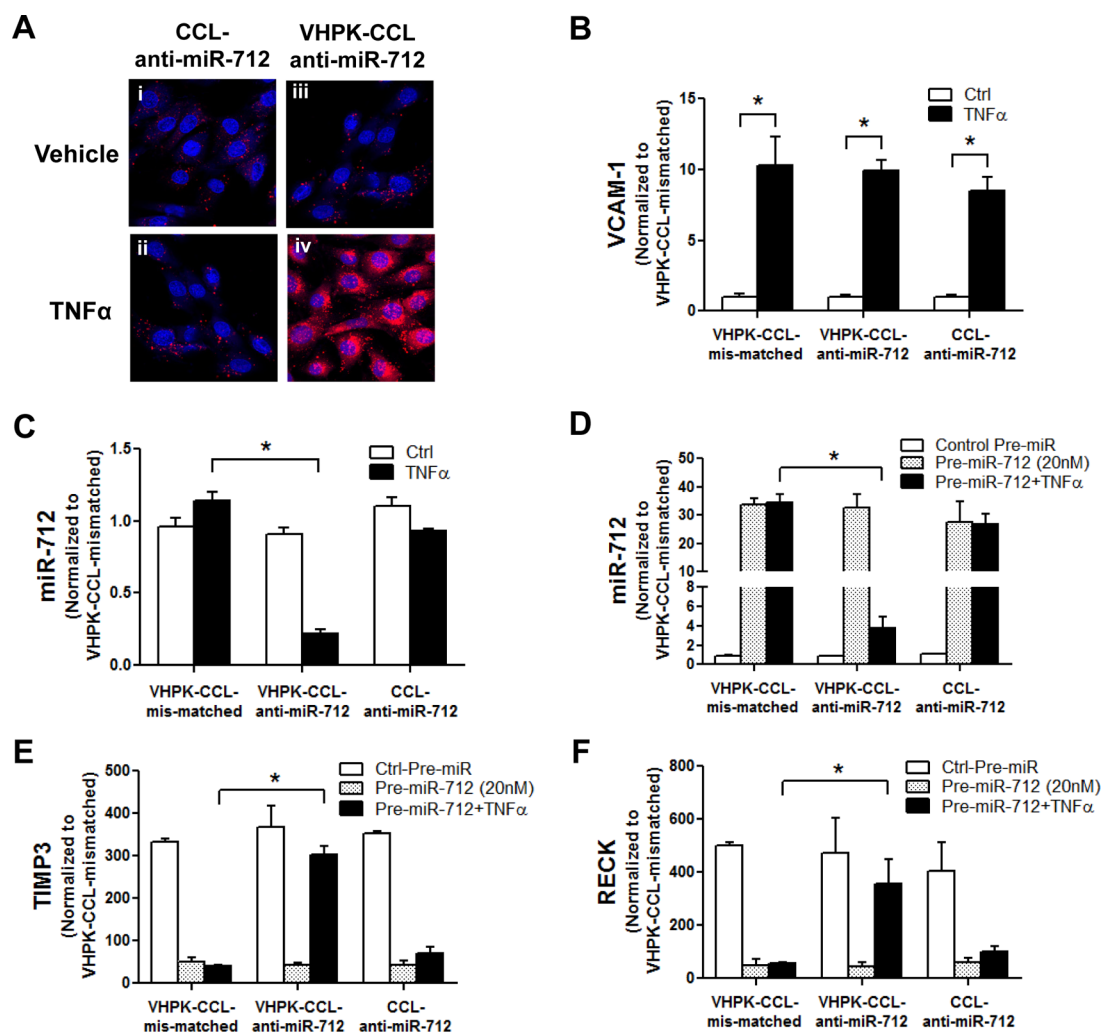 A
CCL-
anti-miR-712
VHPK-CCL
anti-miR-712
Vehicle
TNFα
i
iii
ii
iv
B
VCAM-1
(Normalized to
VHPK-CCL-mismatched)
Ctrl
TNFα
15
10
5
0
*
*
*
VHPK-CCL-
mis-matched
VHPK-CCL-
anti-miR-712
CCL-
anti-miR-712
C
miR-712
(Normalized to
VHPK-CCL-mismatched)
Ctrl
TNFα
1.5
1.0
0.5
0.0
*
VHPK-CCL-
mis-matched
VHPK-CCL-
anti-miR-712
CCL-
anti-miR-712
D
miR-712
(Normalized to
VHPK-CCL-mismatched)
Control Pre-miR
Pre-miR-712 (20nM)
Pre-miR-712+TNFα
50
40
30
20
10
8
6
4
2
0
*
VHPK-CCL-
mis-matched
VHPK-CCL-
anti-miR-712
CCL-
anti-miR-712
E
TIMP3
(Normalized to
VHPK-CCL-mismatched)
Ctrl-Pre-miR
Pre-miR-712 (20nM)
Pre-miR-712+TNFα
500
400
300
200
100
0
*
VHPK-CCL-
mis-matched
VHPK-CCL-
anti-miR-712
CCL-
anti-miR-712
F
RECK
(Normalized to
VHPK-CCL-mismatched)
Ctrl-Pre-miR
Pre-miR-712 (20nM)
Pre-miR-712+TNFα
800
600
400
200
0
*
VHPK-CCL-
mis-matched
VHPK-CCL-
anti-miR-712
CCL-
anti-miR-712